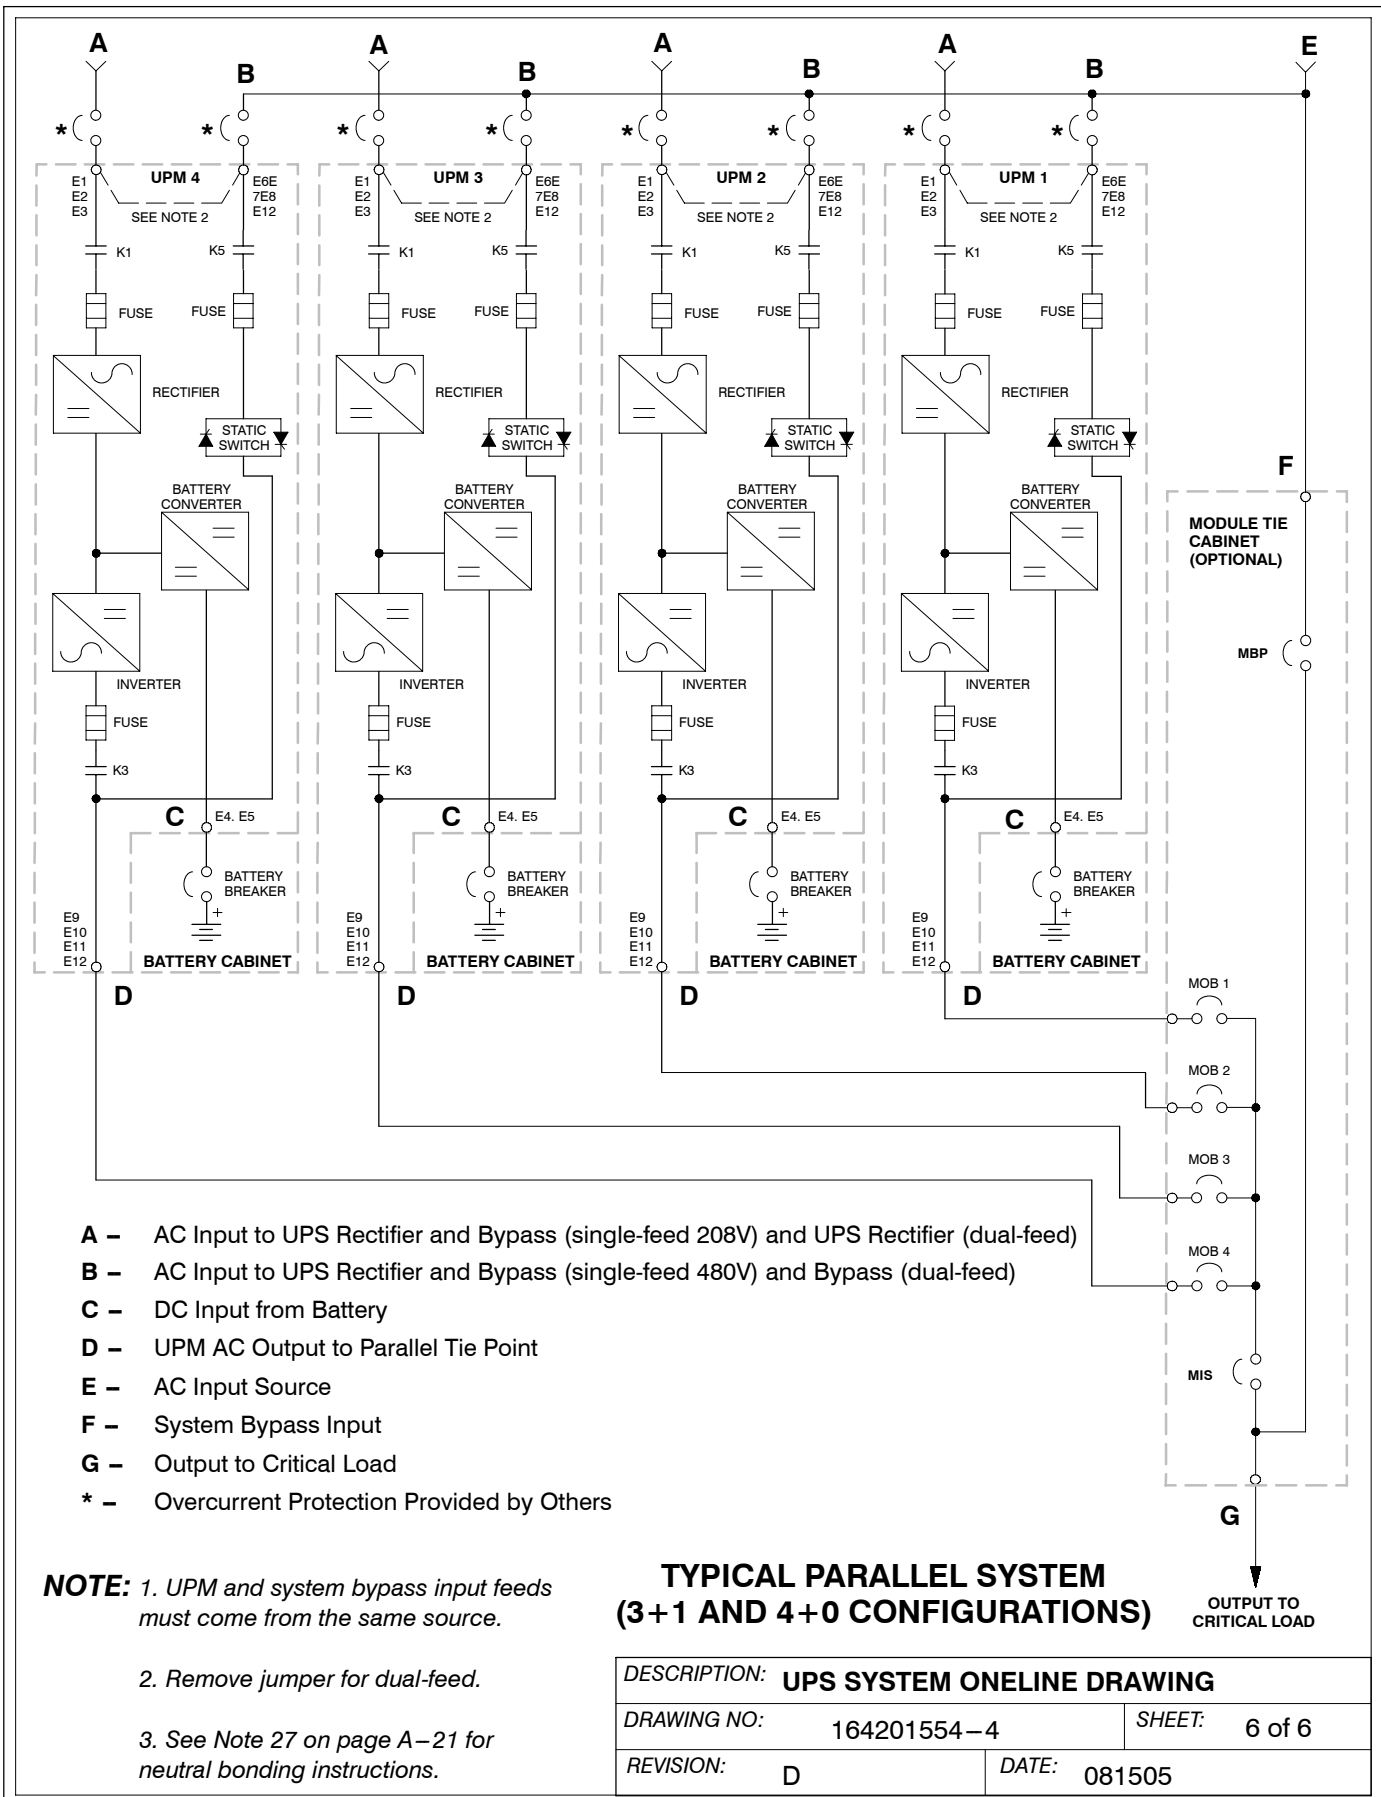 A A A A E
B B B B
* * * * * * * *
UPM 4 UPM 3 UPM 2 UPM 1
E1 E6E E1 E6E E1 E6E E1 E6E
E2 7E8 E2 7E8 E2 7E8 E2 7E8
E3 E12 E3 E12 E3 E12 E3 E12
SEE NOTE 2 SEE NOTE 2 SEE NOTE 2 SEE NOTE 2
K1 K5 K1 K5 K1 K5 K1 K5
FUSE FUSE FUSE FUSE FUSE FUSE FUSE FUSE
RECTIFIER RECTIFIER RECTIFIER RECTIFIER
STATIC STATIC STATIC STATIC
SWITCH SWITCH SWITCH SWITCH
F
BATTERY BATTERY BATTERY BATTERY
CONVERTER CONVERTER CONVERTER CONVERTER
MODULE TIE
CABINET
(OPTIONAL)
MBP
INVERTER INVERTER INVERTER INVERTER
FUSE FUSE FUSE FUSE
K3 K3 K3 K3
C E4. E5 C E4. E5 C E4. E5 C E4. E5
BATTERY BATTERY BATTERY BATTERY
BREAKER BREAKER BREAKER BREAKER
+ + + +
E9 E9 E9 E9
E10 E10 E10 E10
E11 E11 E11 E11
E12 BATTERY CABINET E12 BATTERY CABINET E12 BATTERY CABINET E12 BATTERY CABINET
D D D D
MOB 1
MOB 2
MOB 3
MOB 4
MIS
A – AC Input to UPS Rectifier and Bypass (single-feed 208V) and UPS Rectifier (dual-feed)
B – AC Input to UPS Rectifier and Bypass (single-feed 480V) and Bypass (dual-feed)
C – DC Input from Battery
D – UPM AC Output to Parallel Tie Point
E – AC Input Source
F – System Bypass Input
G – Output to Critical Load
* – Overcurrent Protection Provided by Others
G
OUTPUT TO
CRITICAL LOAD
NOTE: 1. UPM and system bypass input feeds
must come from the same source.
2. Remove jumper for dual-feed.
3. See Note 27 on page A–21 for
neutral bonding instructions.
TYPICAL PARALLEL SYSTEM
(3+1 AND 4+0 CONFIGURATIONS)
DESCRIPTION: UPS SYSTEM ONELINE DRAWING
DRAWING NO: 164201554–4 SHEET: 6 of 6
REVISION: D DATE: 081505